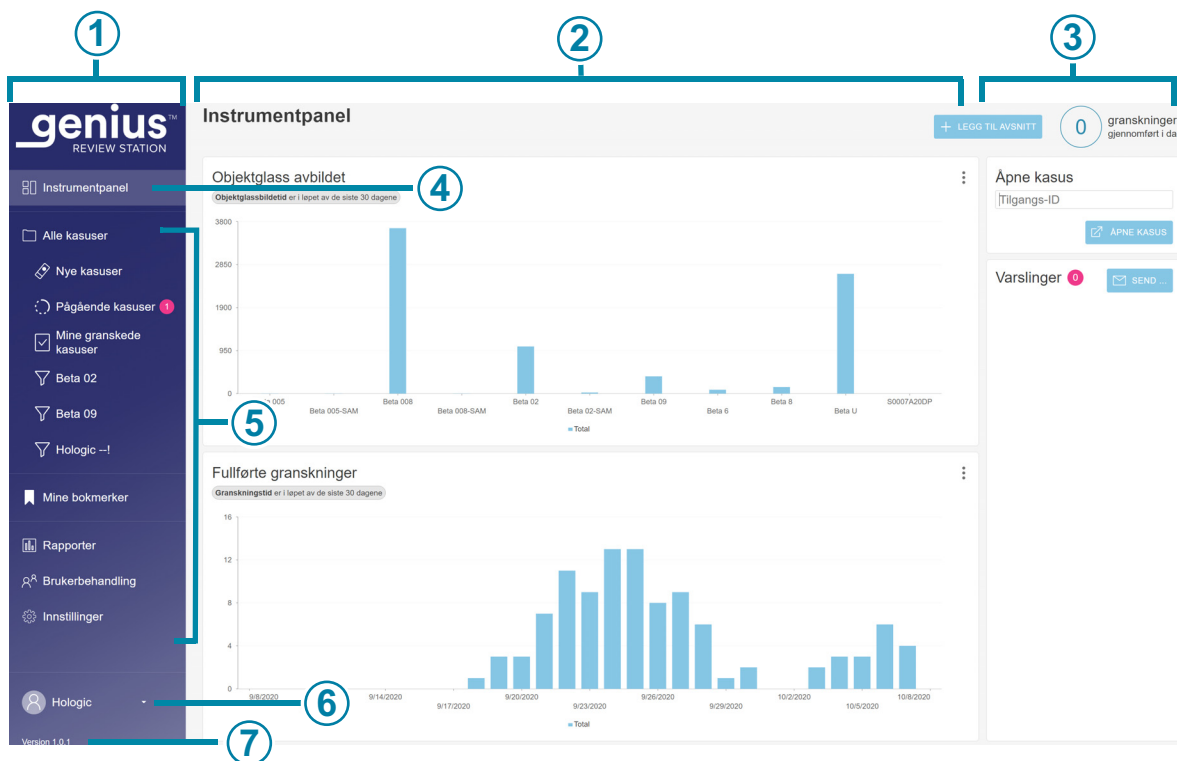 1
2
3
genius™
REVIEW STATION
Instrumentpanel
Alle kasuser
Nye kasuser
Pågående kasuser 1
Mine granskede
kasuser
Beta 02
Beta 09
Hologic --!
Mine bokmerker
Rapporter
Brukerbehandling
Innstillinger
Hologic
Version 1.0.1
4
5
6
7
Instrumentpanel
+ LEGG TIL AVSNITT
0
granskninger
gjennomført i da
Objektglass avbildet
Objektglassbildetid er i løpet av de siste 30 dagene
3800
2850
1900
950
0
005
Beta 005-SAM
Beta 008
Beta 008-SAM
Beta 02
Beta 02-SAM
Beta 09
Beta 6
Beta 8
Beta U
S0007A20DP
Total
Fullførte granskninger
Granskningstid er i løpet av de siste 30 dagene
16
12
8
4
0
9/8/2020
9/14/2020
9/17/2020
9/20/2020
9/23/2020
9/26/2020
9/29/2020
10/2/2020
10/5/2020
10/8/2020
Total
Åpne kasus
Tilgangs-ID
ÅPNE KASUS
Varslinger 0
SEND ...